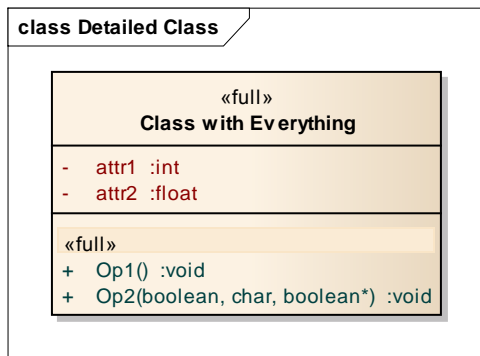 class Detailed Class
«full»
Class with Everything
- attr1 :int
- attr2 :float
«full»
+ Op1() :void
+ Op2(boolean, char, boolean*) :void